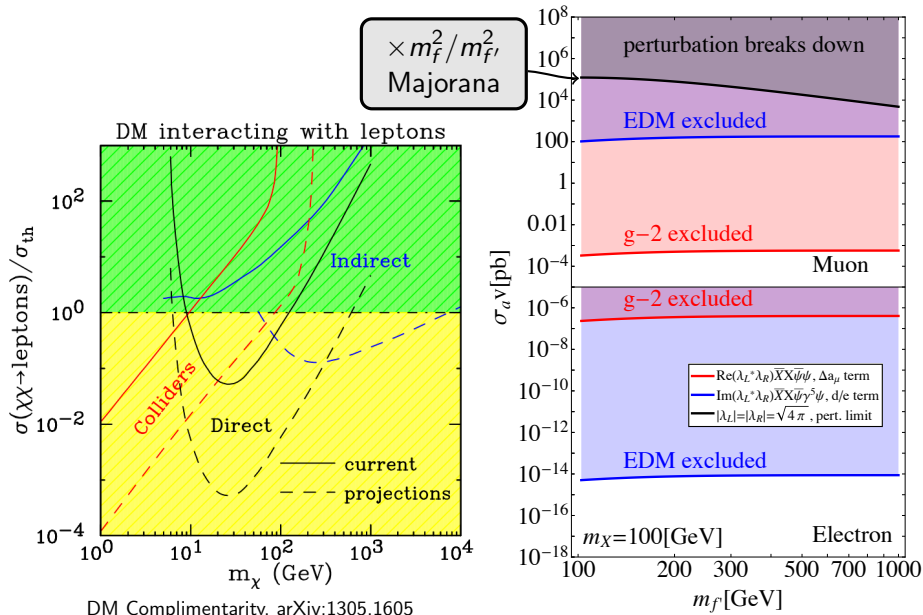 × m_f^2/m_{f'}^2
Majorana
DM interacting with leptons
σ(χχ→leptons)/σ_th
10^2
10^0
10^-2
10^-4
Indirect
Colliders
Direct
current
projections
10^0 10^1 10^2 10^3 10^4
m_χ (GeV)
DM Complimentarity, arXiv:1305.1605
σ_a v[pb]
10^8
10^6
10^5
100
1
0.01
10^-4
perturbation breaks down
EDM excluded
g-2 excluded
Muon
10^-6
10^-8
10^-10
10^-12
10^-14
10^-16
10^-18
g-2 excluded
Re(λ_L*λ_R)X̅Xψ̅ψ, Δa_μ term
Im(λ_L*λ_R)X̅Xψ̅γ^5ψ, d/e term
|λ_L|=|λ_R|=√4π, pert. limit
EDM excluded
m_X=100[GeV]
Electron
100 200 300 500 1000
m_{f'}[GeV]